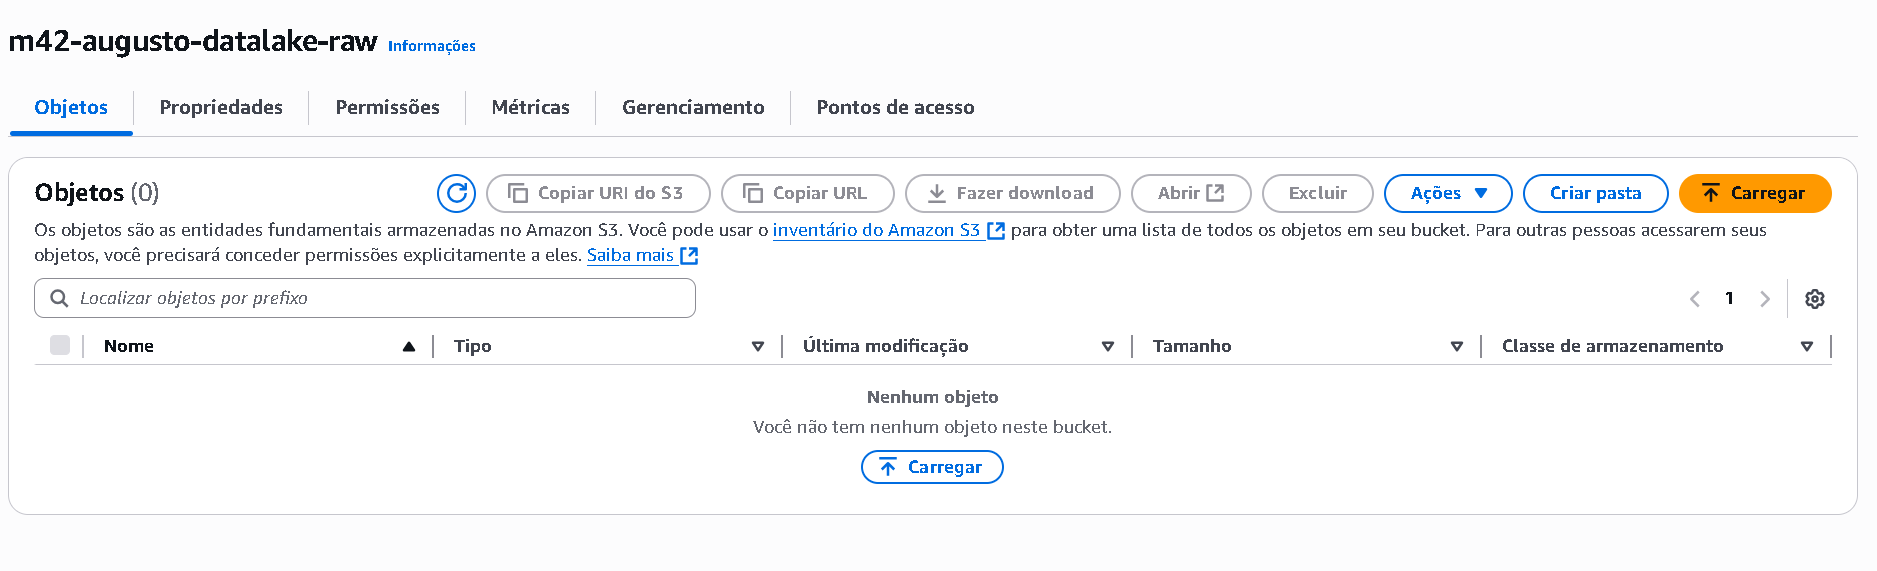 m42-augusto-datalake-raw Informações
Objetos Propriedades Permissões Métricas Gerenciamento Pontos de acesso
Objetos (0) Copiar URI do S3 Copiar URL Fazer download Abrir Excluir Ações Criar pasta Carregar
Os objetos são as entidades fundamentais armazenadas no Amazon S3. Você pode usar o inventário do Amazon S3 para obter uma lista de todos os objetos em seu bucket. Para outras pessoas acessarem seus
objetos, você precisará conceder permissões explicitamente a eles. Saiba mais
Localizar objetos por prefixo 1
Nome Tipo Última modificação Tamanho Classe de armazenamento
Nenhum objeto
Você não tem nenhum objeto neste bucket.
Carregar